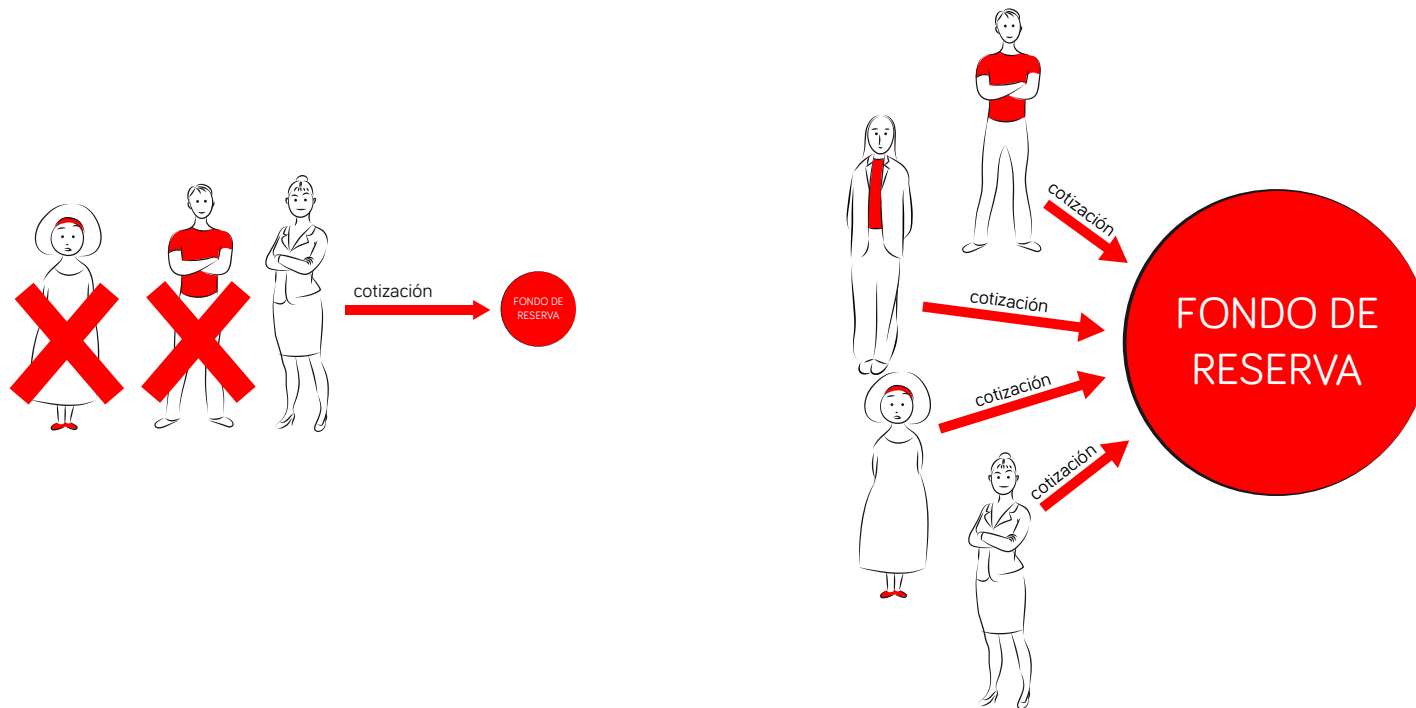 cotización
FONDO DE
RESERVA
cotización
cotización
cotización
cotización
FONDO DE
RESERVA